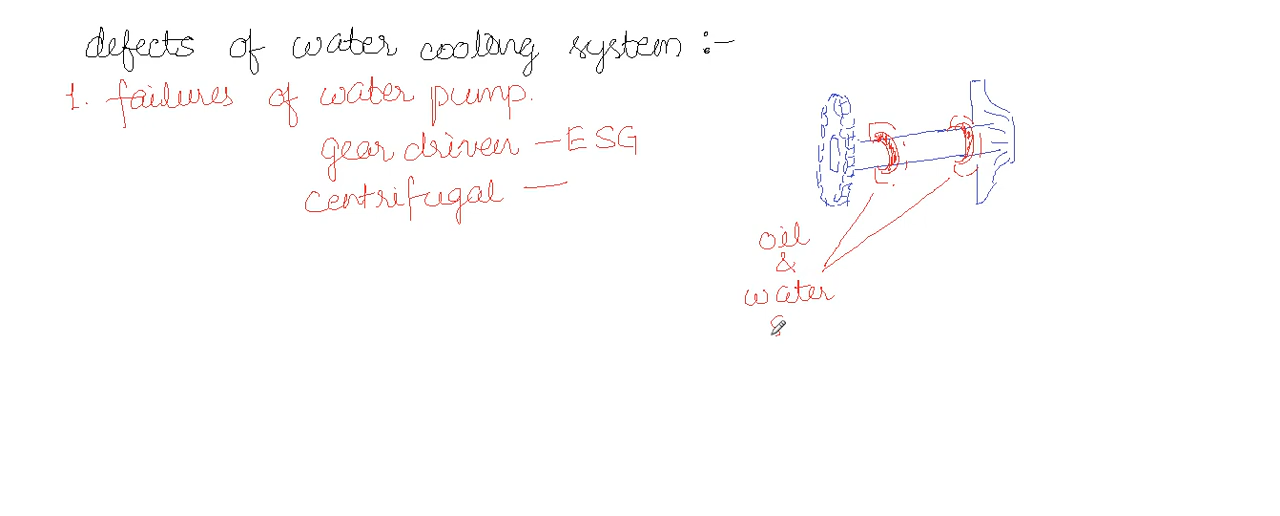 defects of water cooling system :-
1. failures of water pump.
gear driven - ESG
centrifugal -
oil
&
water